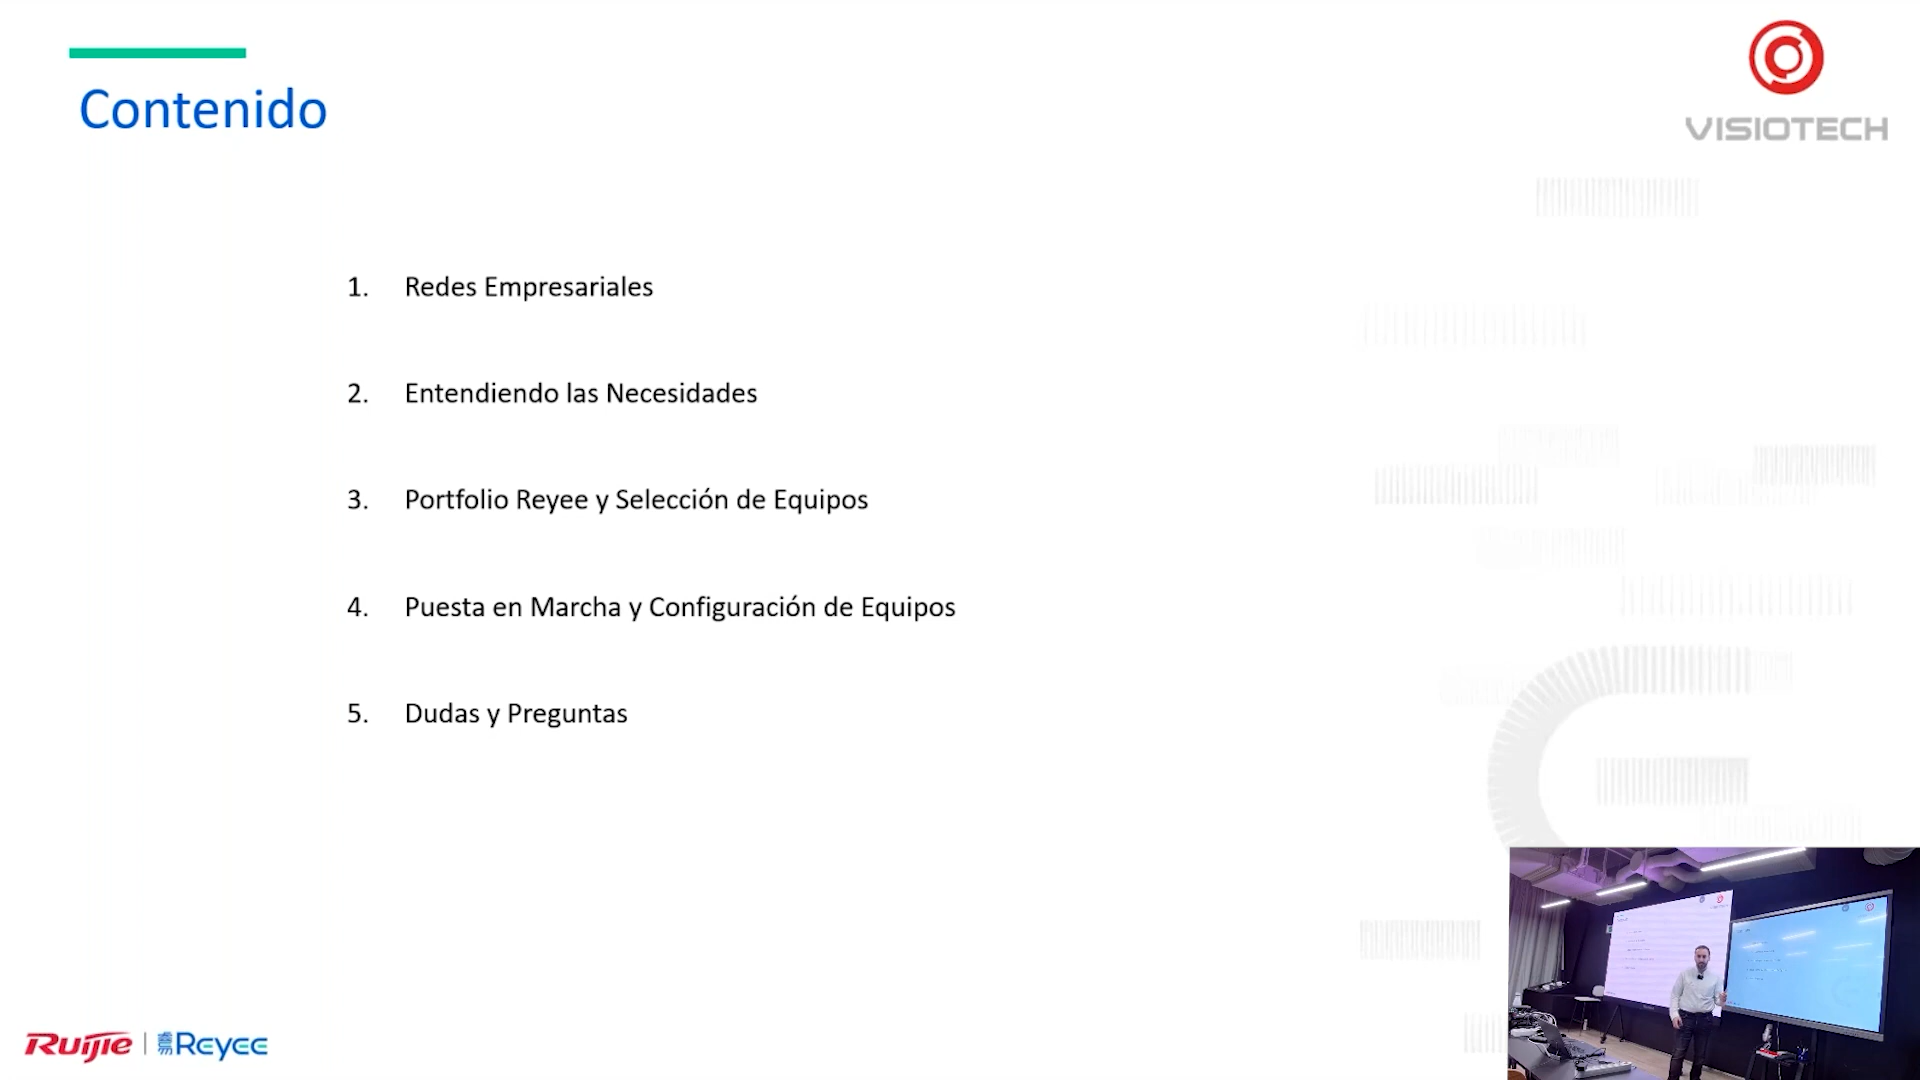 Contenido
VISIOTECH
1. Redes Empresariales
2. Entendiendo las Necesidades
3. Portfolio Reyee y Selección de Equipos
4. Puesta en Marcha y Configuración de Equipos
5. Dudas y Preguntas
Ruijie | Reyee